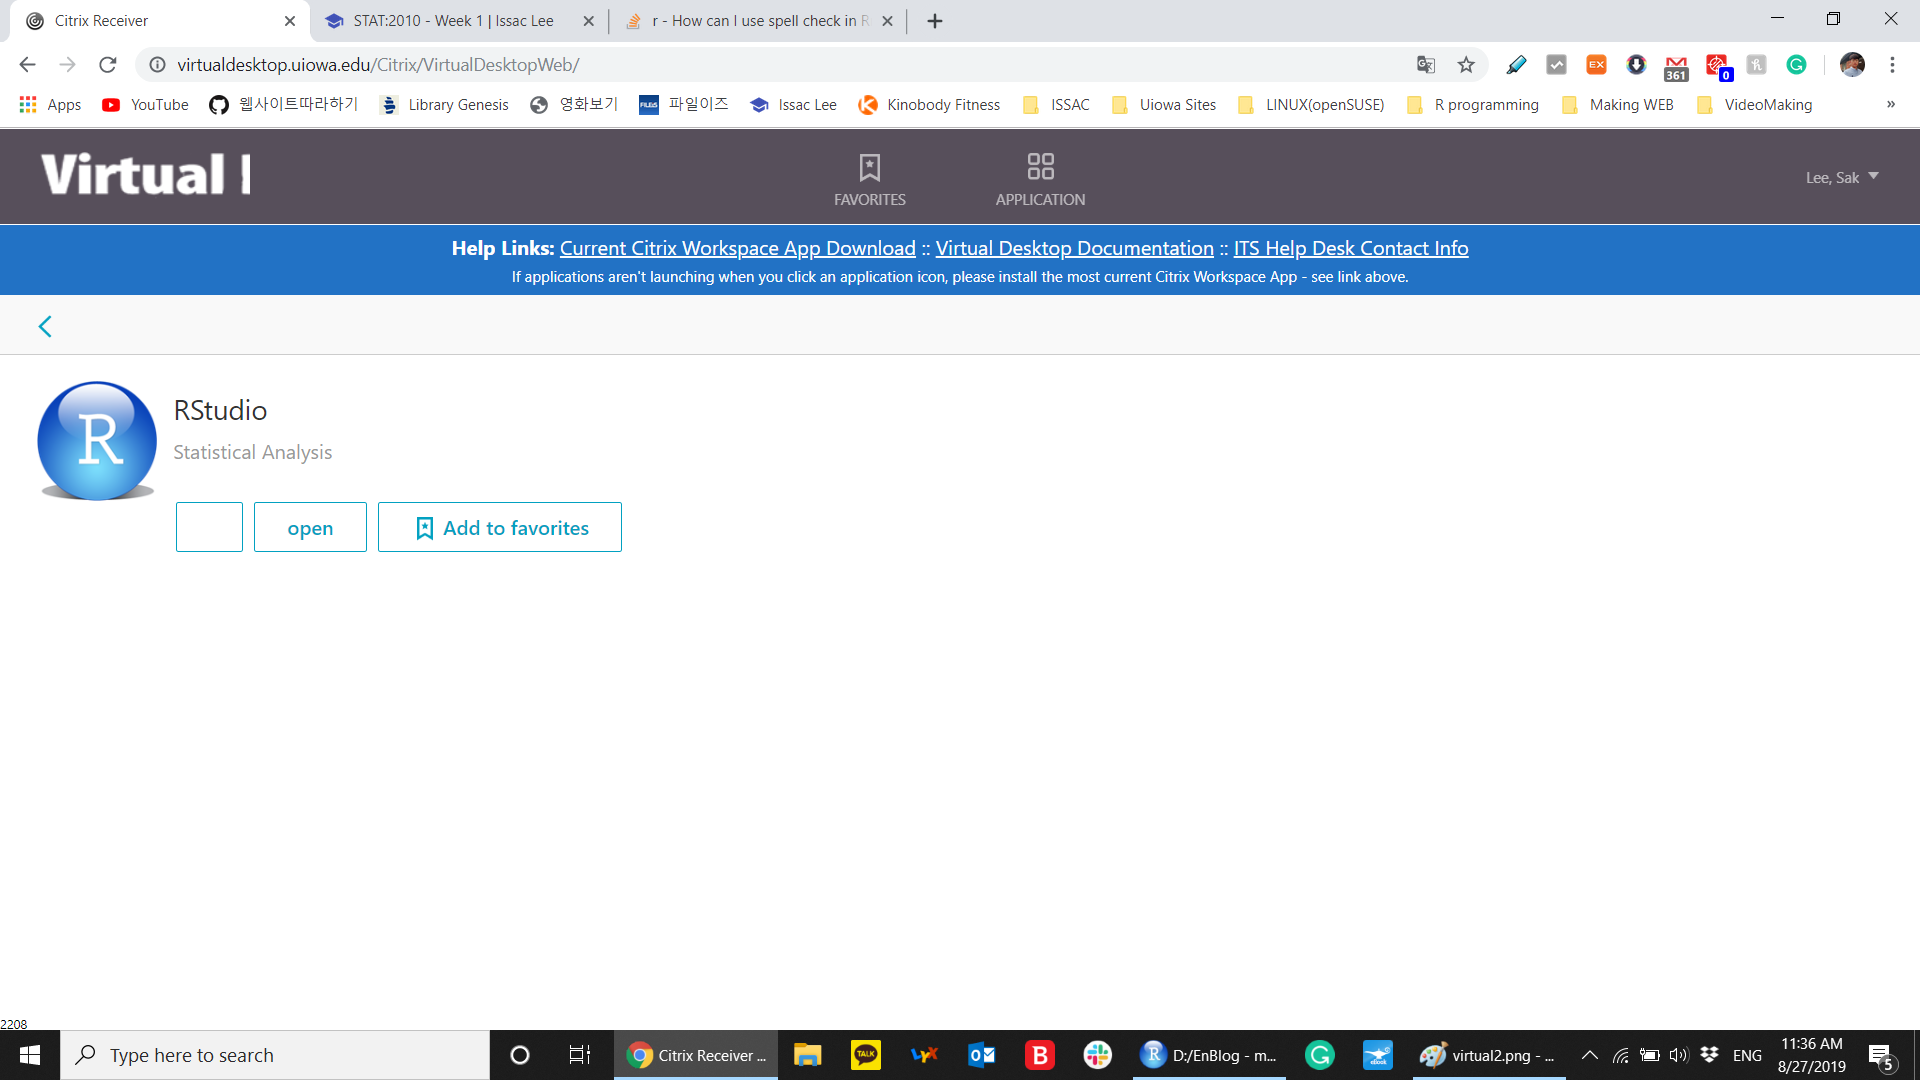 Citrix Receiver
STAT:2010 - Week 1 | Issac Lee
r - How can I use spell check in R
virtualdesktop.uiowa.edu/Citrix/VirtualDesktopWeb/
EX
361
0
Apps
YouTube
웹사이트따라하기
Library Genesis
영화보기
파일이즈
Issac Lee
Kinobody Fitness
ISSAC
Uiowa Sites
LINUX(openSUSE)
R programming
Making WEB
VideoMaking
»
Virtual
FAVORITES
APPLICATION
Lee, Sak
Help Links: Current Citrix Workspace App Download :: Virtual Desktop Documentation :: ITS Help Desk Contact Info
If applications aren't launching when you click an application icon, please install the most current Citrix Workspace App - see link above.
R
RStudio
Statistical Analysis
open
Add to favorites
2208
Type here to search
Citrix Receiver ...
TALK
B
R
D:/EnBlog - m...
virtual2.png - ...
ENG
11:36 AM
8/27/2019
5